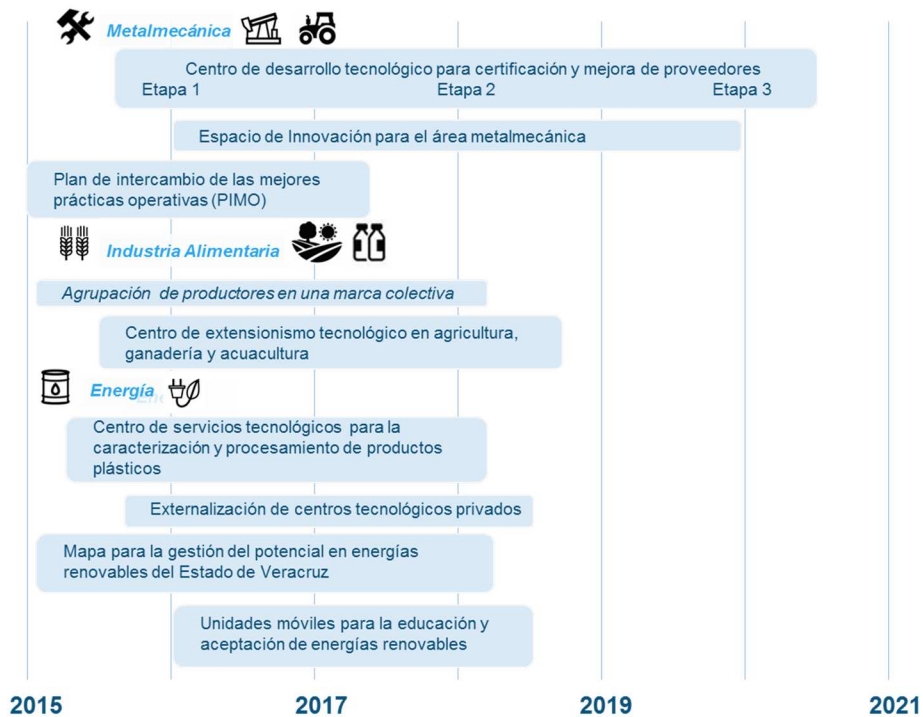 Metalmecánica
Centro de desarrollo tecnológico para certificación y mejora de proveedores
Etapa 1 Etapa 2 Etapa 3
Espacio de Innovación para el área metalmecánica
Plan de intercambio de las mejores
prácticas operativas (PIMO)
Industria Alimentaria
Agrupación de productores en una marca colectiva
Centro de extensionismo tecnológico en agricultura,
ganadería y acuacultura
Energía
Centro de servicios tecnológicos para la
caracterización y procesamiento de productos
plásticos
Externalización de centros tecnológicos privados
Mapa para la gestión del potencial en energías
renovables del Estado de Veracruz
Unidades móviles para la educación y
aceptación de energías renovables
2015 2017 2019 2021